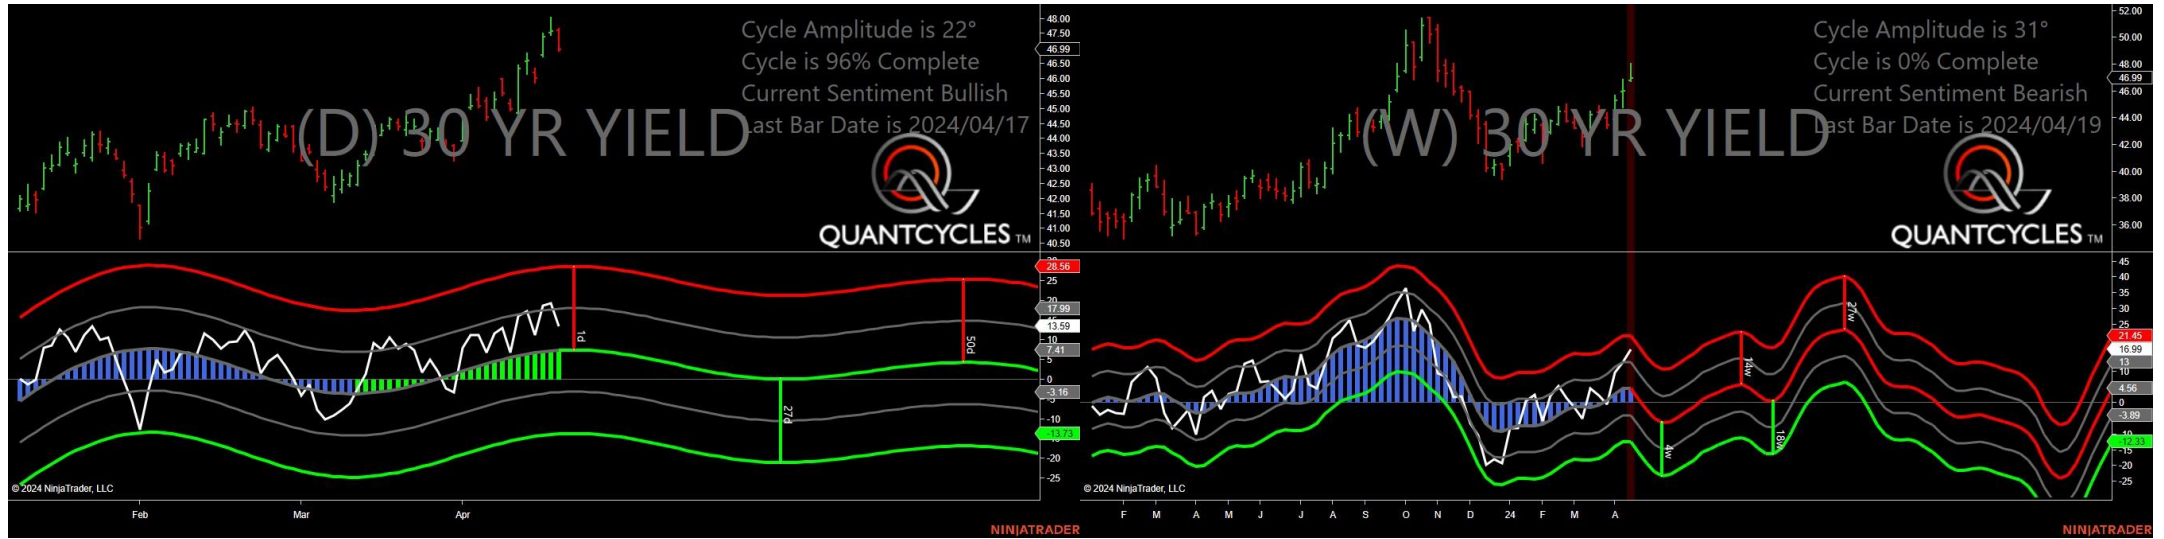 Cycle Amplitude is 22°
Cycle is 96% Complete
Current Sentiment Bullish
Last Bar Date is 2024/04/17
(D) 30 YR YIELD
QUANTCYCLES TM
48.00
47.50
46.99
46.50
46.00
45.50
45.00
44.50
44.00
43.50
43.00
42.50
42.00
41.50
41.00
40.50
28.56
25
20
17.99
13.59
10
7.41
5
0
-3.16
-10
-13.73
-20
-25
1d
27d
50d
© 2024 NinjaTrader, LLC
Feb Mar Apr
NINJATRADER
Cycle Amplitude is 31°
Cycle is 0% Complete
Current Sentiment Bearish
Last Bar Date is 2024/04/19
(W) 30 YR YIELD
QUANTCYCLES TM
52.00
50.00
48.00
46.99
46.00
44.00
42.00
40.00
38.00
36.00
45
40
35
30
25
21.45
16.99
13
10
4.56
0
-3.89
-12.33
-15
-20
-25
4w
14w
18w
27w
© 2024 NinjaTrader, LLC
F M A M J J A S O N D 24 F M A
NINJATRADER